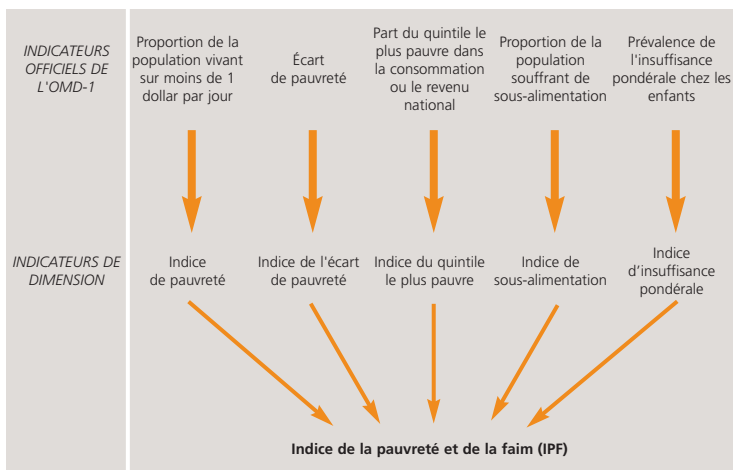 INDICATEURS
OFFICIELS DE
L'OMD-1
Proportion de la
population vivant
sur moins de 1
dollar par jour
Écart
de pauvreté
Part du quintile le
plus pauvre dans
la consommation
ou le revenu
national
Proportion de la
population
souffrant de
sous-alimentation
Prévalence de
l'insuffisance
pondérale chez les
enfants
INDICATEURS DE
DIMENSION
Indice
de pauvreté
Indice de l'écart
de pauvreté
Indice du quintile
le plus pauvre
Indice de
sous-alimentation
Indice
d’insuffisance
pondérale
Indice de la pauvreté et de la faim (IPF)